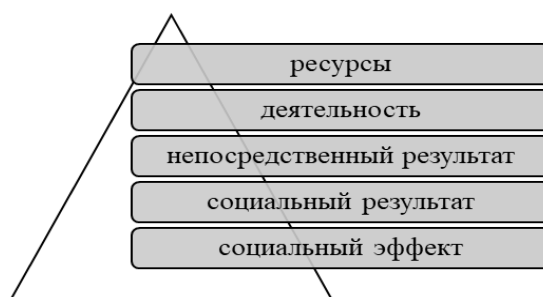 ресурсы
деятельность
непосредственный результат
социальный результат
социальный эффект